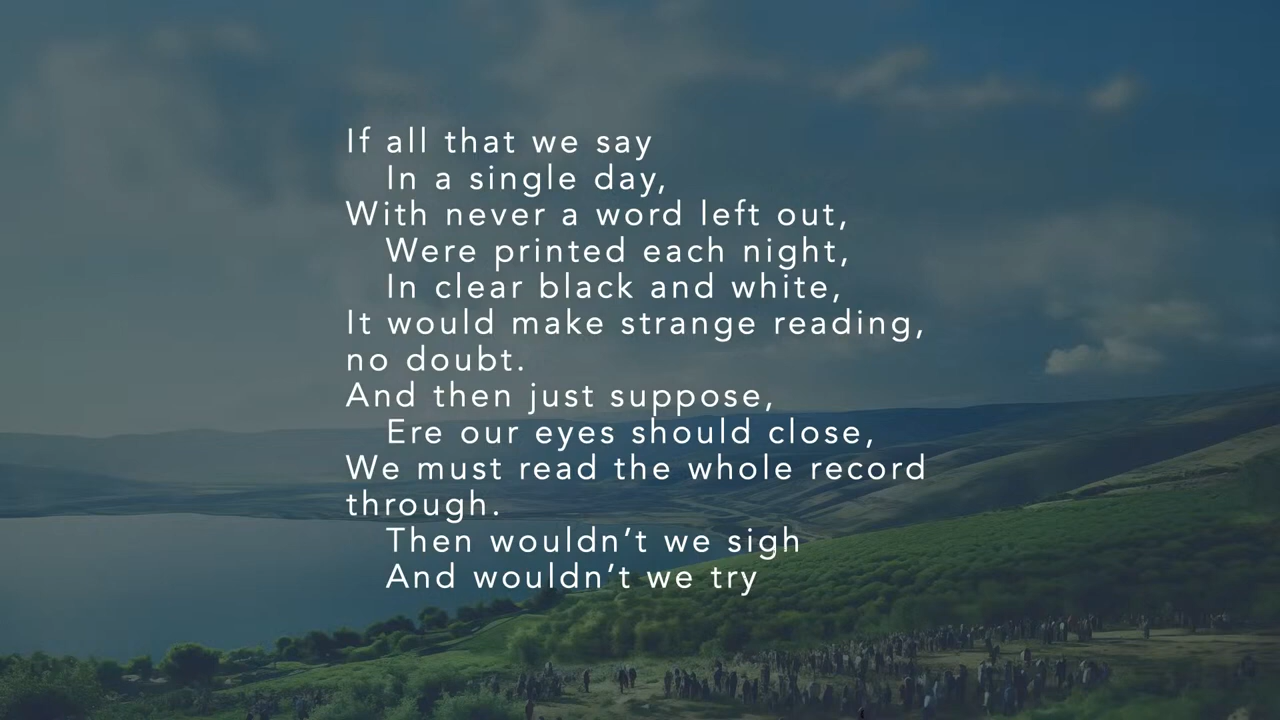 If all that we say
In a single day,
With never a word left out,
Were printed each night,
In clear black and white,
It would make strange reading,
no doubt.
And then just suppose,
Ere our eyes should close,
We must read the whole record
through.
Then wouldn’t we sigh
And wouldn’t we try